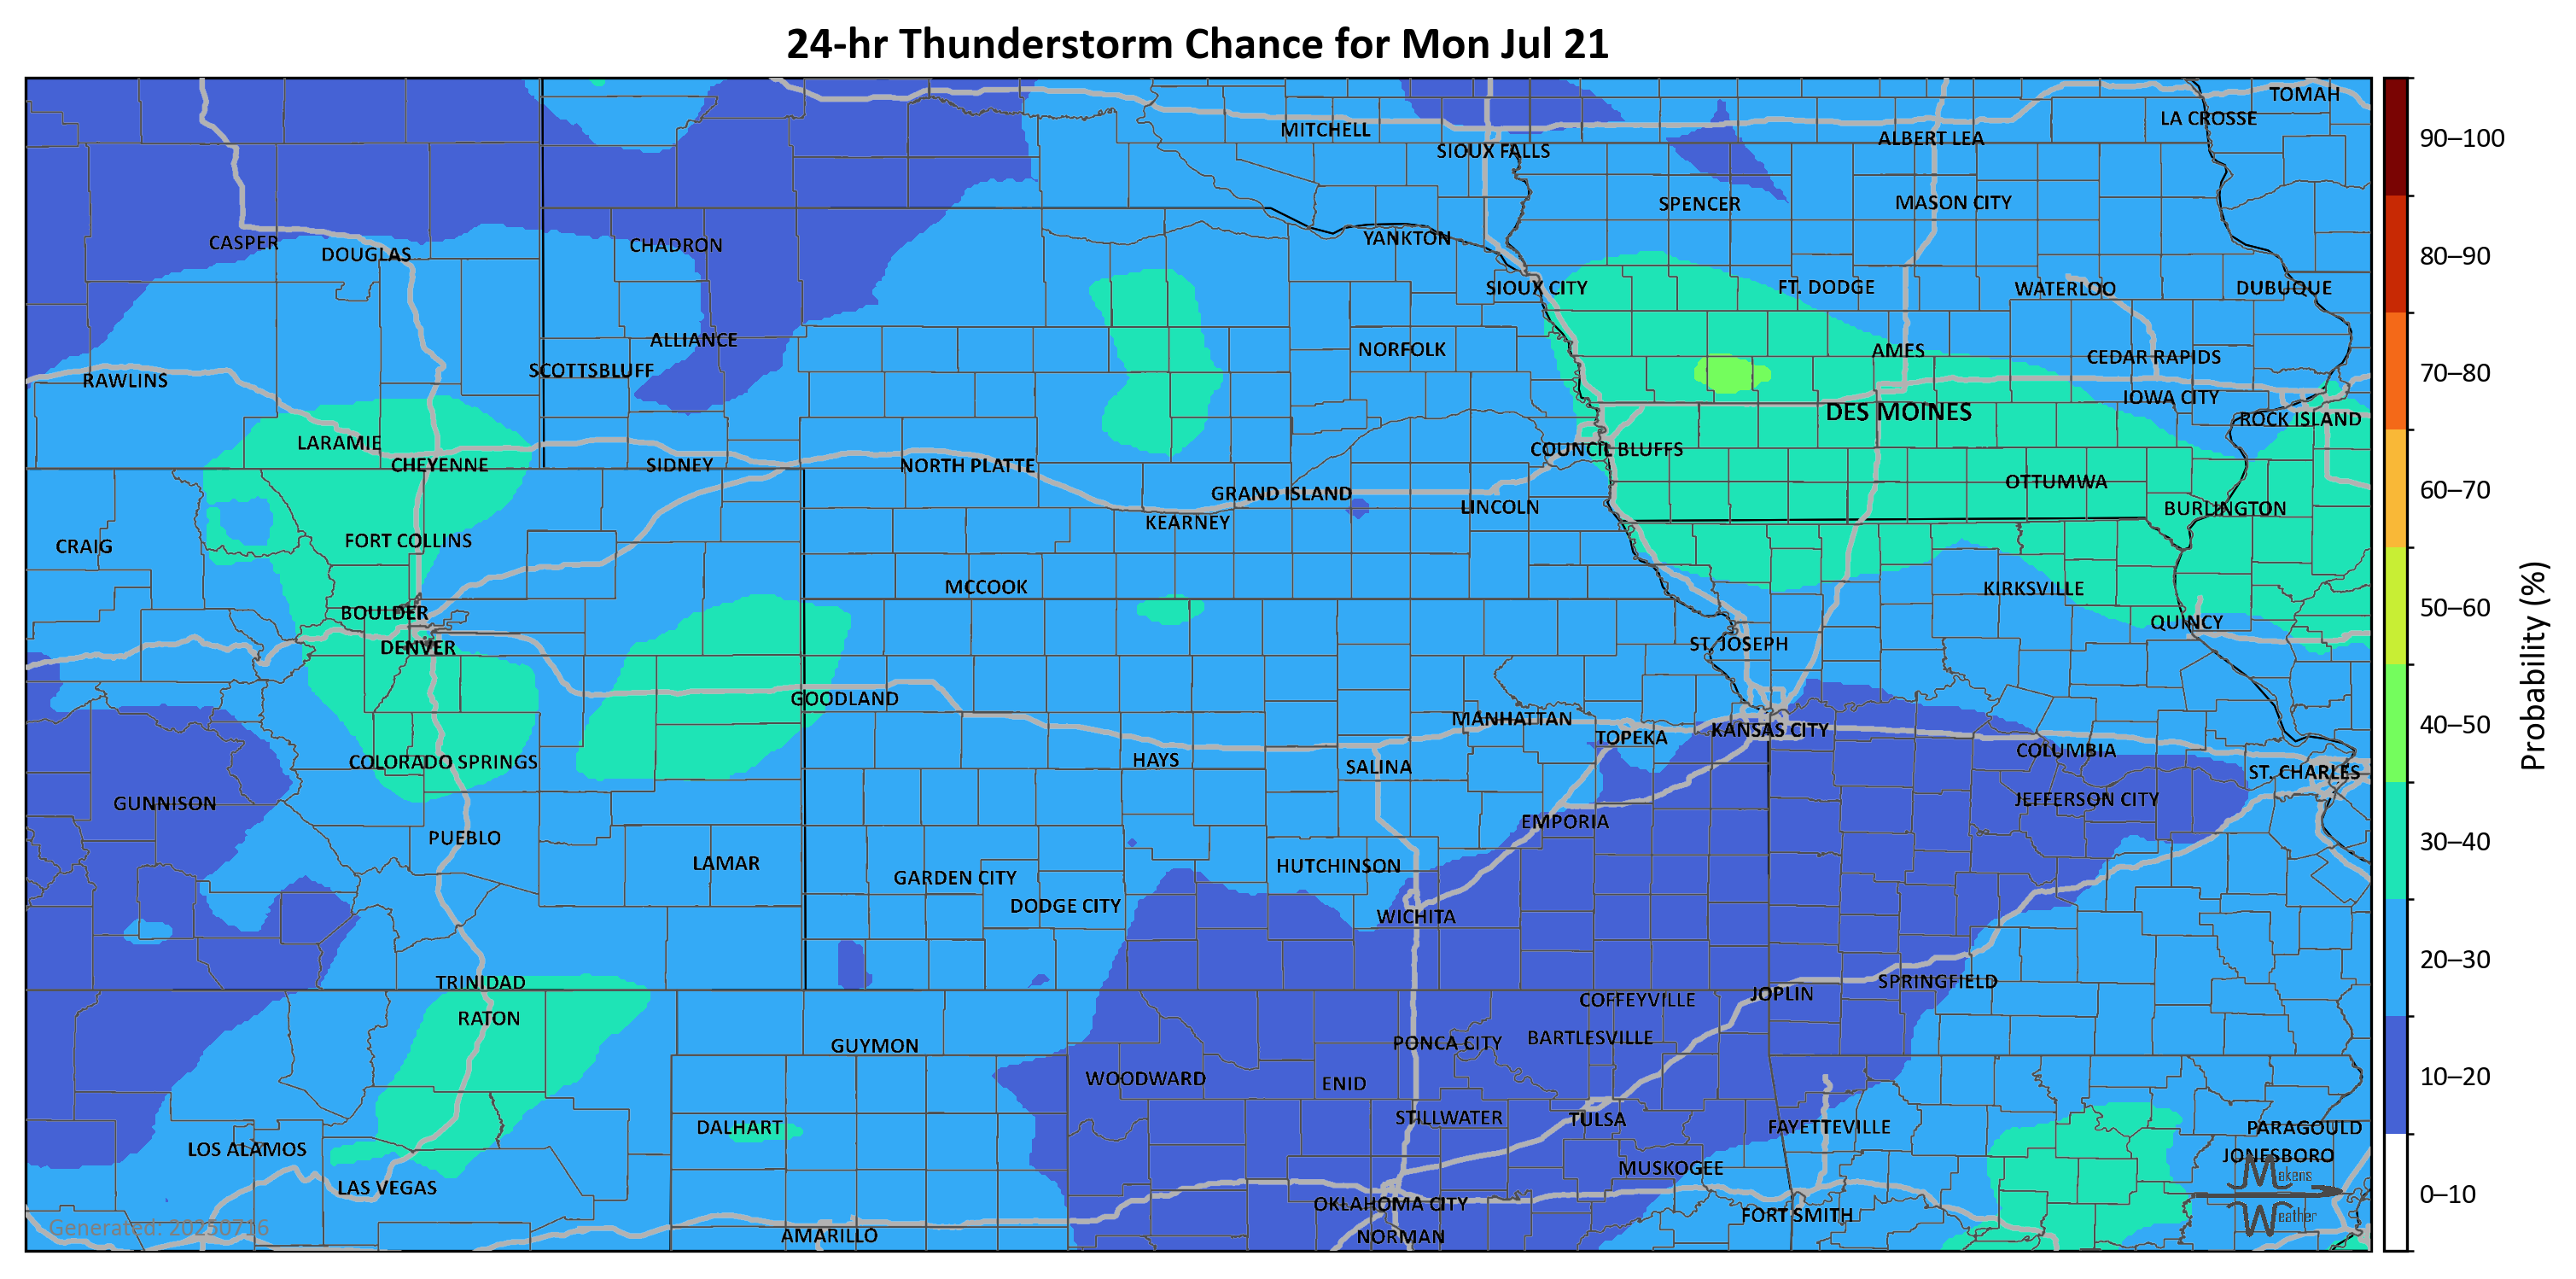 24-hr Thunderstorm Chance for Mon Jul 21
TOMAH
LA CROSSE
MITCHELL
ALBERT LEA
90–100
SIOUX FALLS
SPENCER
MASON CITY
CASPER
DOUGLAS
CHADRON
YANKTON
80–90
SIOUX CITY
FT. DODGE
WATERLOO
DUBUQUE
ALLIANCE
NORFOLK
AMES
CEDAR RAPIDS
RAWLINS
SCOTTSBLUFF
70–80
IOWA CITY
DES MOINES
ROCK ISLAND
LARAMIE
COUNCIL BLUFFS
60–70
CHEYENNE
SIDNEY
NORTH PLATTE
OTTUMWA
GRAND ISLAND
LINCOLN
BURLINGTON
KEARNEY
CRAIG
FORT COLLINS
MCCOOK
KIRKSVILLE
50–60
BOULDER
QUINCY
DENVER
ST. JOSEPH
Probability (%)
GOODLAND
MANHATTAN
TOPEKA
KANSAS CITY
40–50
COLUMBIA
COLORADO SPRINGS
HAYS
SALINA
ST. CHARLES
GUNNISON
JEFFERSON CITY
PUEBLO
EMPORIA
30–40
LAMAR
GARDEN CITY
HUTCHINSON
DODGE CITY
WICHITA
20–30
TRINIDAD
SPRINGFIELD
COFFEYVILLE
JOPLIN
RATON
GUYMON
PONCA CITY
BARTLESVILLE
WOODWARD
ENID
10–20
DALHART
STILLWATER
TULSA
FAYETTEVILLE
PARAGOULD
LOS ALAMOS
JONESBORO
MUSKOGEE
Makens
LAS VEGAS
0–10
OKLAHOMA CITY
FORT SMITH
Weather
Generated: 20250716
AMARILLO
NORMAN